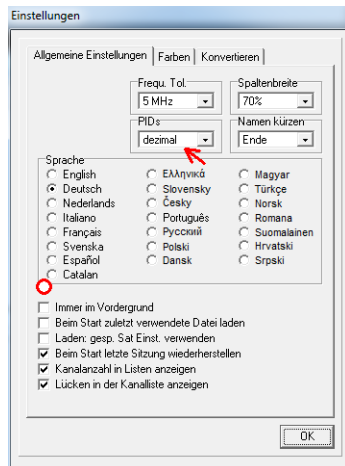 Einstellungen
Allgemeine Einstellungen Farben Konvertieren
Frequ. Tol. Spaltenbreite
5 MHz 70%
PIDs Namen kürzen
dezimal Ende
Sprache
English Ελληνικά Magyar
Deutsch Slovensky Türkçe
Nederlands Česky Norsk
Italiano Português Romana
Français Русский Suomalainen
Svenska Polski Hrvatski
Español Dansk Srpski
Catalan
Immer im Vordergrund
Beim Start zuletzt verwendete Datei laden
Laden: gesp. Sat Einst. verwenden
Beim Start letzte Sitzung wiederherstellen
Kanalanzahl in Listen anzeigen
Lücken in der Kanalliste anzeigen
OK